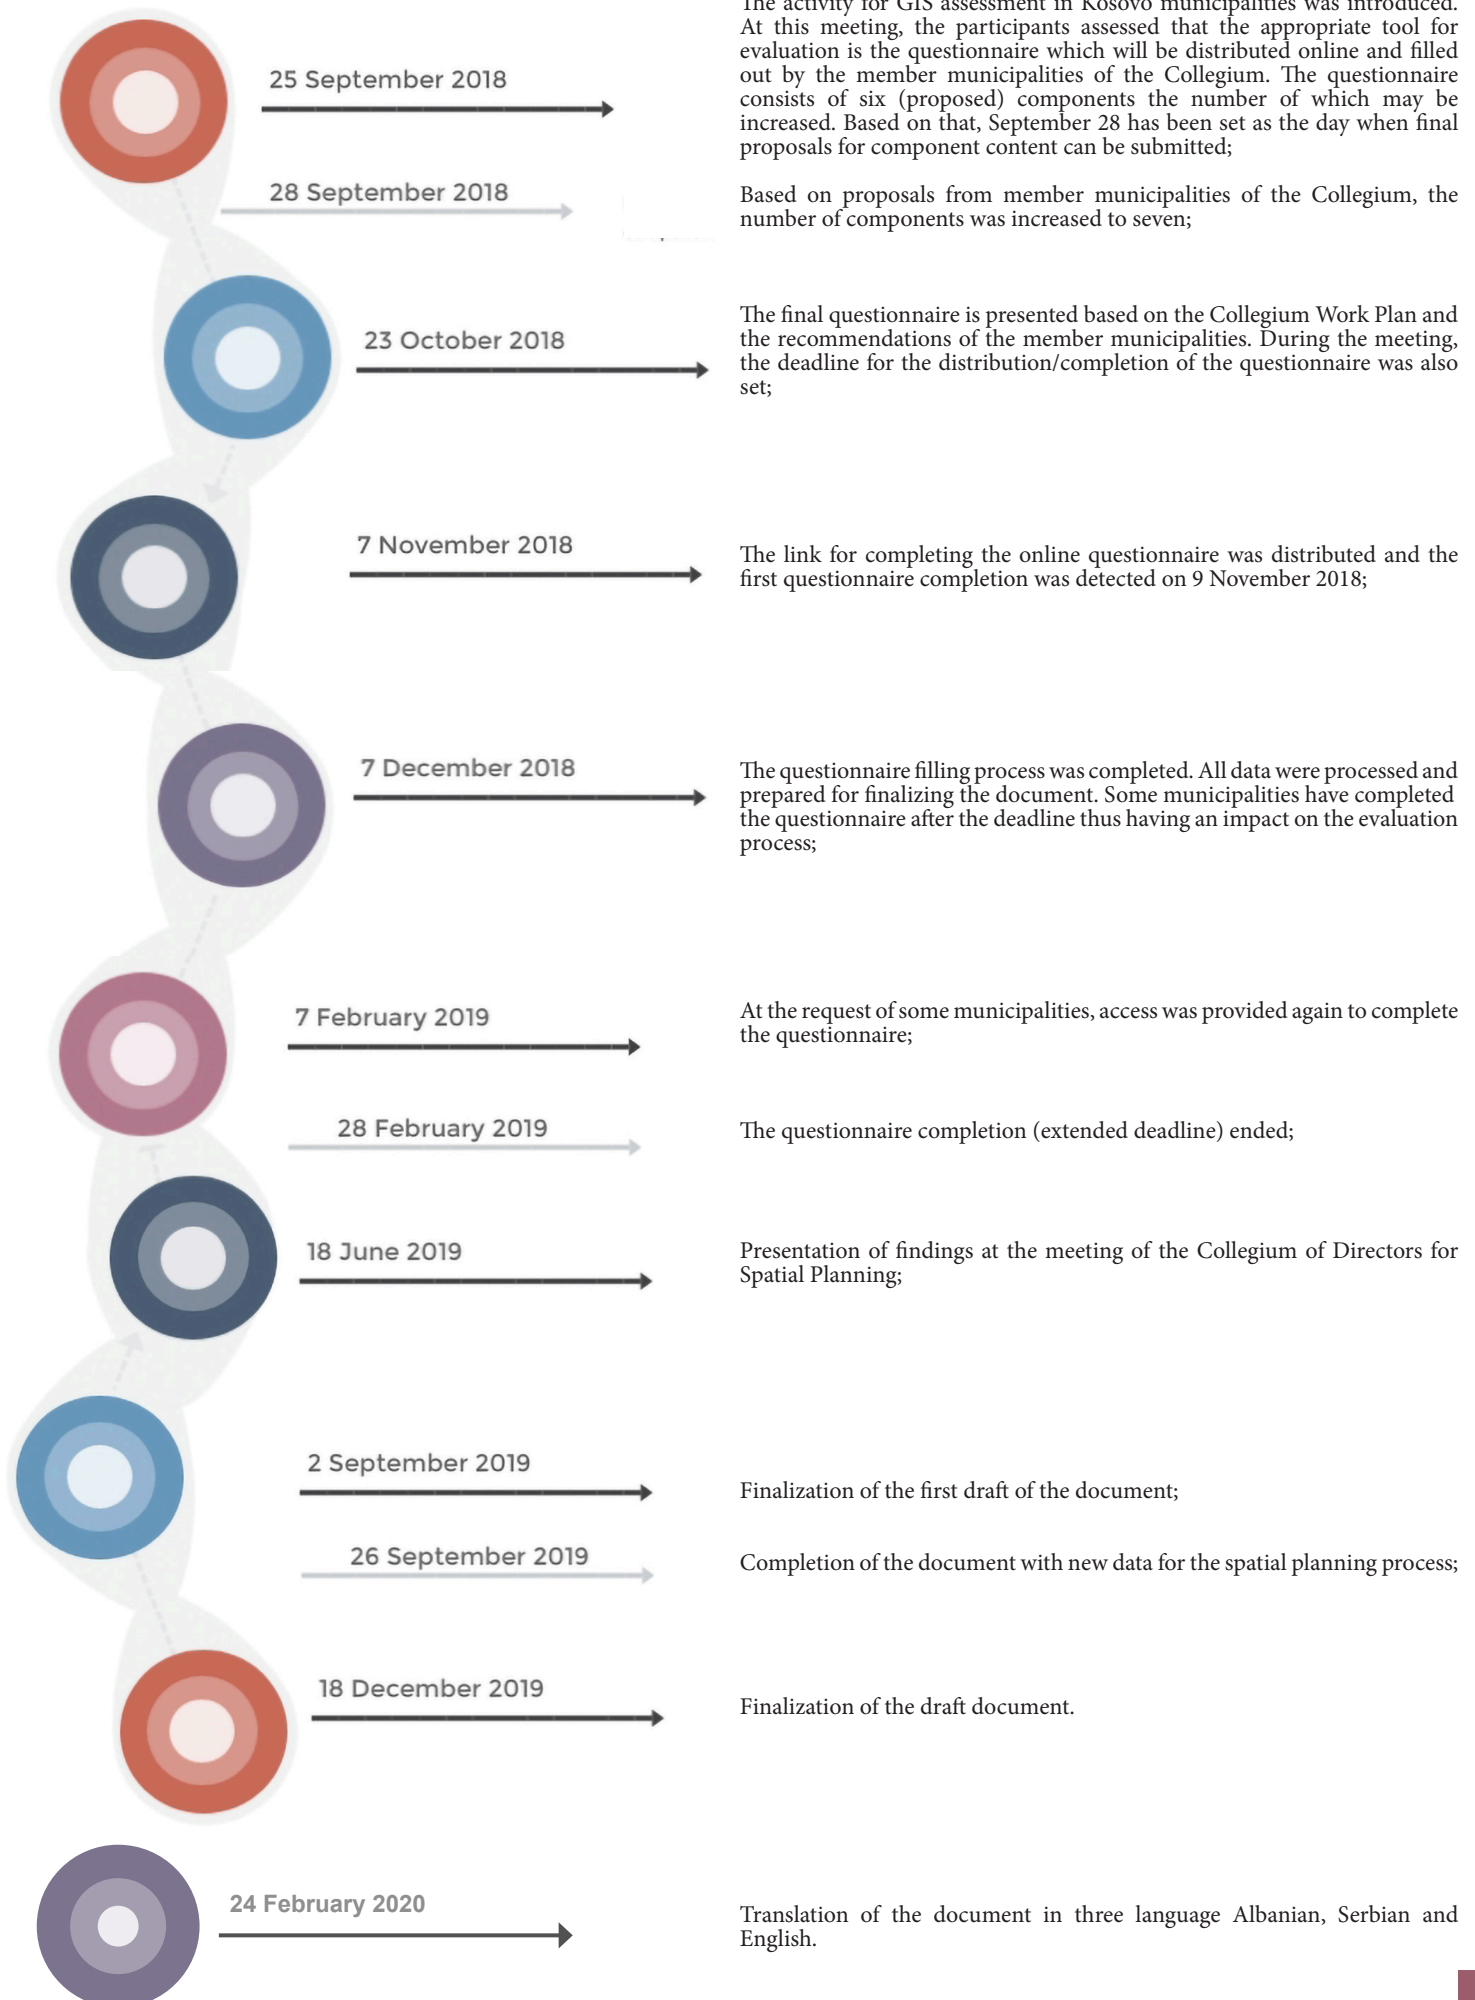 The activity for GIS assessment in Kosovo municipalities was introduced.
25 September 2018
At this meeting, the participants assessed that the appropriate tool for
evaluation is the questionnaire which will be distributed online and filled
out by the member municipalities of the Collegium. The questionnaire
consists of six (proposed) components the number of which may be
increased. Based on that, September 28 has been set as the day when final
proposals for component content can be submitted;
28 September 2018
Based on proposals from member municipalities of the Collegium, the
number of components was increased to seven;
23 October 2018
The final questionnaire is presented based on the Collegium Work Plan and
the recommendations of the member municipalities. During the meeting,
the deadline for the distribution/completion of the questionnaire was also
set;
7 November 2018
The link for completing the online questionnaire was distributed and the
first questionnaire completion was detected on 9 November 2018;
7 December 2018
The questionnaire filling process was completed. All data were processed and
prepared for finalizing the document. Some municipalities have completed
the questionnaire after the deadline thus having an impact on the evaluation
process;
7 February 2019
At the request of some municipalities, access was provided again to complete
the questionnaire;
28 February 2019
The questionnaire completion (extended deadline) ended;
18 June 2019
Presentation of findings at the meeting of the Collegium of Directors for
Spatial Planning;
2 September 2019
Finalization of the first draft of the document;
26 September 2019
Completion of the document with new data for the spatial planning process;
18 December 2019
Finalization of the draft document.
24 February 2020
Translation of the document in three language Albanian, Serbian and
English.